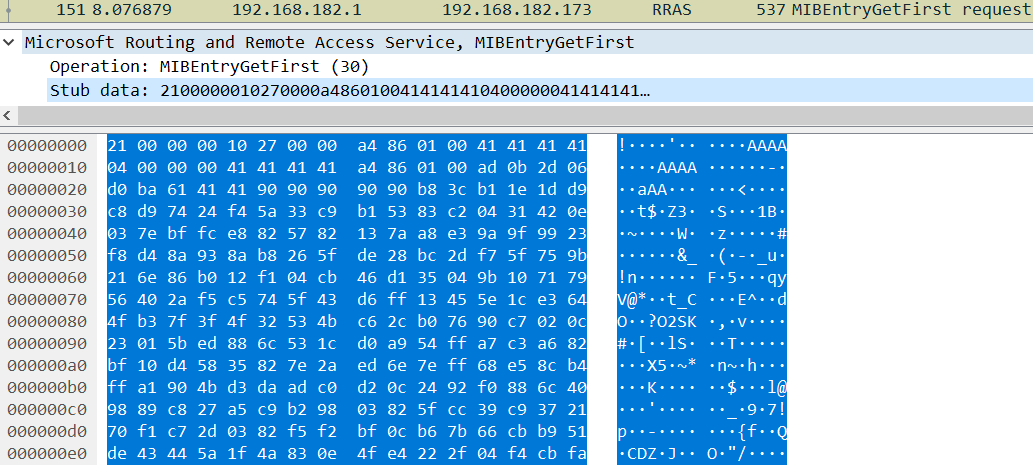 151 8.076879 192.168.182.1 192.168.182.173 RRAS 537 MIBEntryGetFirst request
Microsoft Routing and Remote Access Service, MIBEntryGetFirst
Operation: MIBEntryGetFirst (30)
Stub data: 2100000010270000a48601004141414104000000041414141…
00000000 21 00 00 00 10 27 00 00 a4 86 01 00 41 41 41 41 !····'·· ····AAAA
00000010 04 00 00 00 41 41 41 41 a4 86 01 00 ad 0b 2d 06 ····AAAA ······-·
00000020 d0 ba 61 41 41 90 90 90 90 90 b8 3c b1 1e 1d d9 ··aAA··· ···<····
00000030 c8 d9 74 24 f4 5a 33 c9 b1 53 83 c2 04 31 42 0e ··t$·Z3· ·S···1B·
00000040 03 7e bf fc e8 82 57 82 13 7a a8 e3 9a 9f 99 23 ·~····W· ·z·····#
00000050 f8 d4 8a 93 8a b8 26 5f de 28 bc 2d f7 5f 75 9b ······&_ ·(·-·_u·
00000060 21 6e 86 b0 12 f1 04 cb 46 d1 35 04 9b 10 71 79 !n······ F·5···qy
00000070 56 40 2a f5 c5 74 5f 43 d6 ff 13 45 5e 1c e3 64 V@*··t_C ···E^··d
00000080 4f b3 7f 3f 4f 32 53 4b c6 2c b0 76 90 c7 02 0c O··?O2SK ·,·v····
00000090 23 01 5b ed 88 6c 53 1c d0 a9 54 ff a7 c3 a6 82 #·[··lS· ··T·····
000000a0 bf 10 d4 58 35 82 7e 2a ed 6e 7e ff 68 e5 8c b4 ···X5·~* ·n~·h···
000000b0 ff a1 90 4b d3 da ad c0 d2 0c 24 92 f0 88 6c 40 ···K···· ··$···l@
000000c0 98 89 c8 27 a5 c9 b2 98 03 82 5f cc 39 c9 37 21 ···'···· ··_·9·7!
000000d0 70 f1 c7 2d 03 82 f5 f2 bf 0c b6 7b 66 cb b9 51 p··-···· ···{f··Q
000000e0 de 43 44 5a 1f 4a 83 0e 4f e4 22 2f 04 f4 cb fa ·CDZ·J·· O·"/····